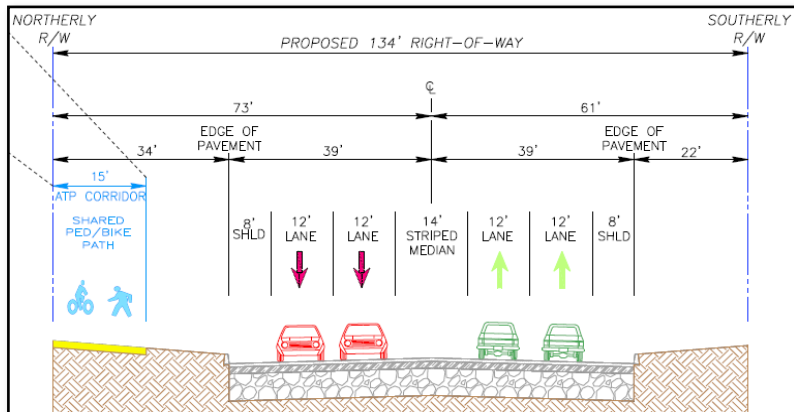 NORTHERLY
R/W
SOUTHERLY
R/W
PROPOSED 134' RIGHT-OF-WAY
℄
73'
61'
EDGE OF
PAVEMENT
EDGE OF
PAVEMENT
34'
39'
39'
22'
15'
ATP CORRIDOR
SHARED
PED/BIKE
PATH
8'
SHLD
12'
LANE
12'
LANE
14'
STRIPED
MEDIAN
12'
LANE
12'
LANE
8'
SHLD